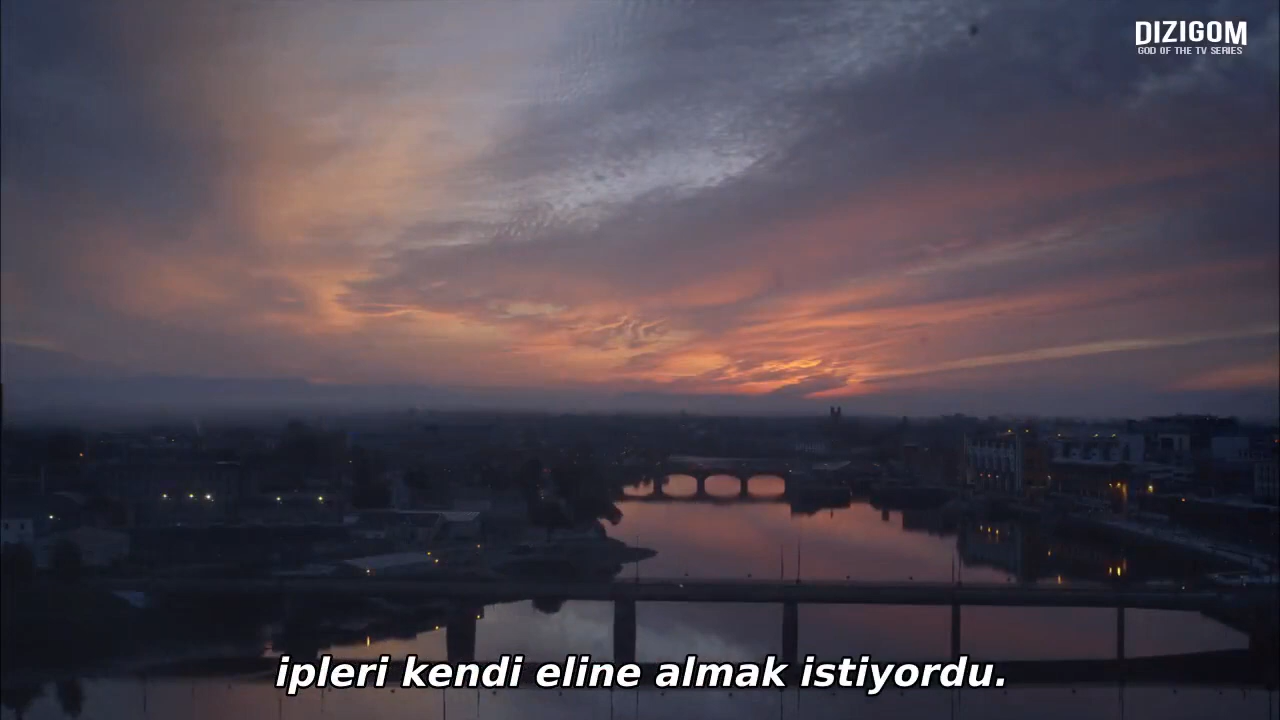 DIZIGOM
GOD OF THE TV SERIES
ipleri kendi eline almak istiyordu.